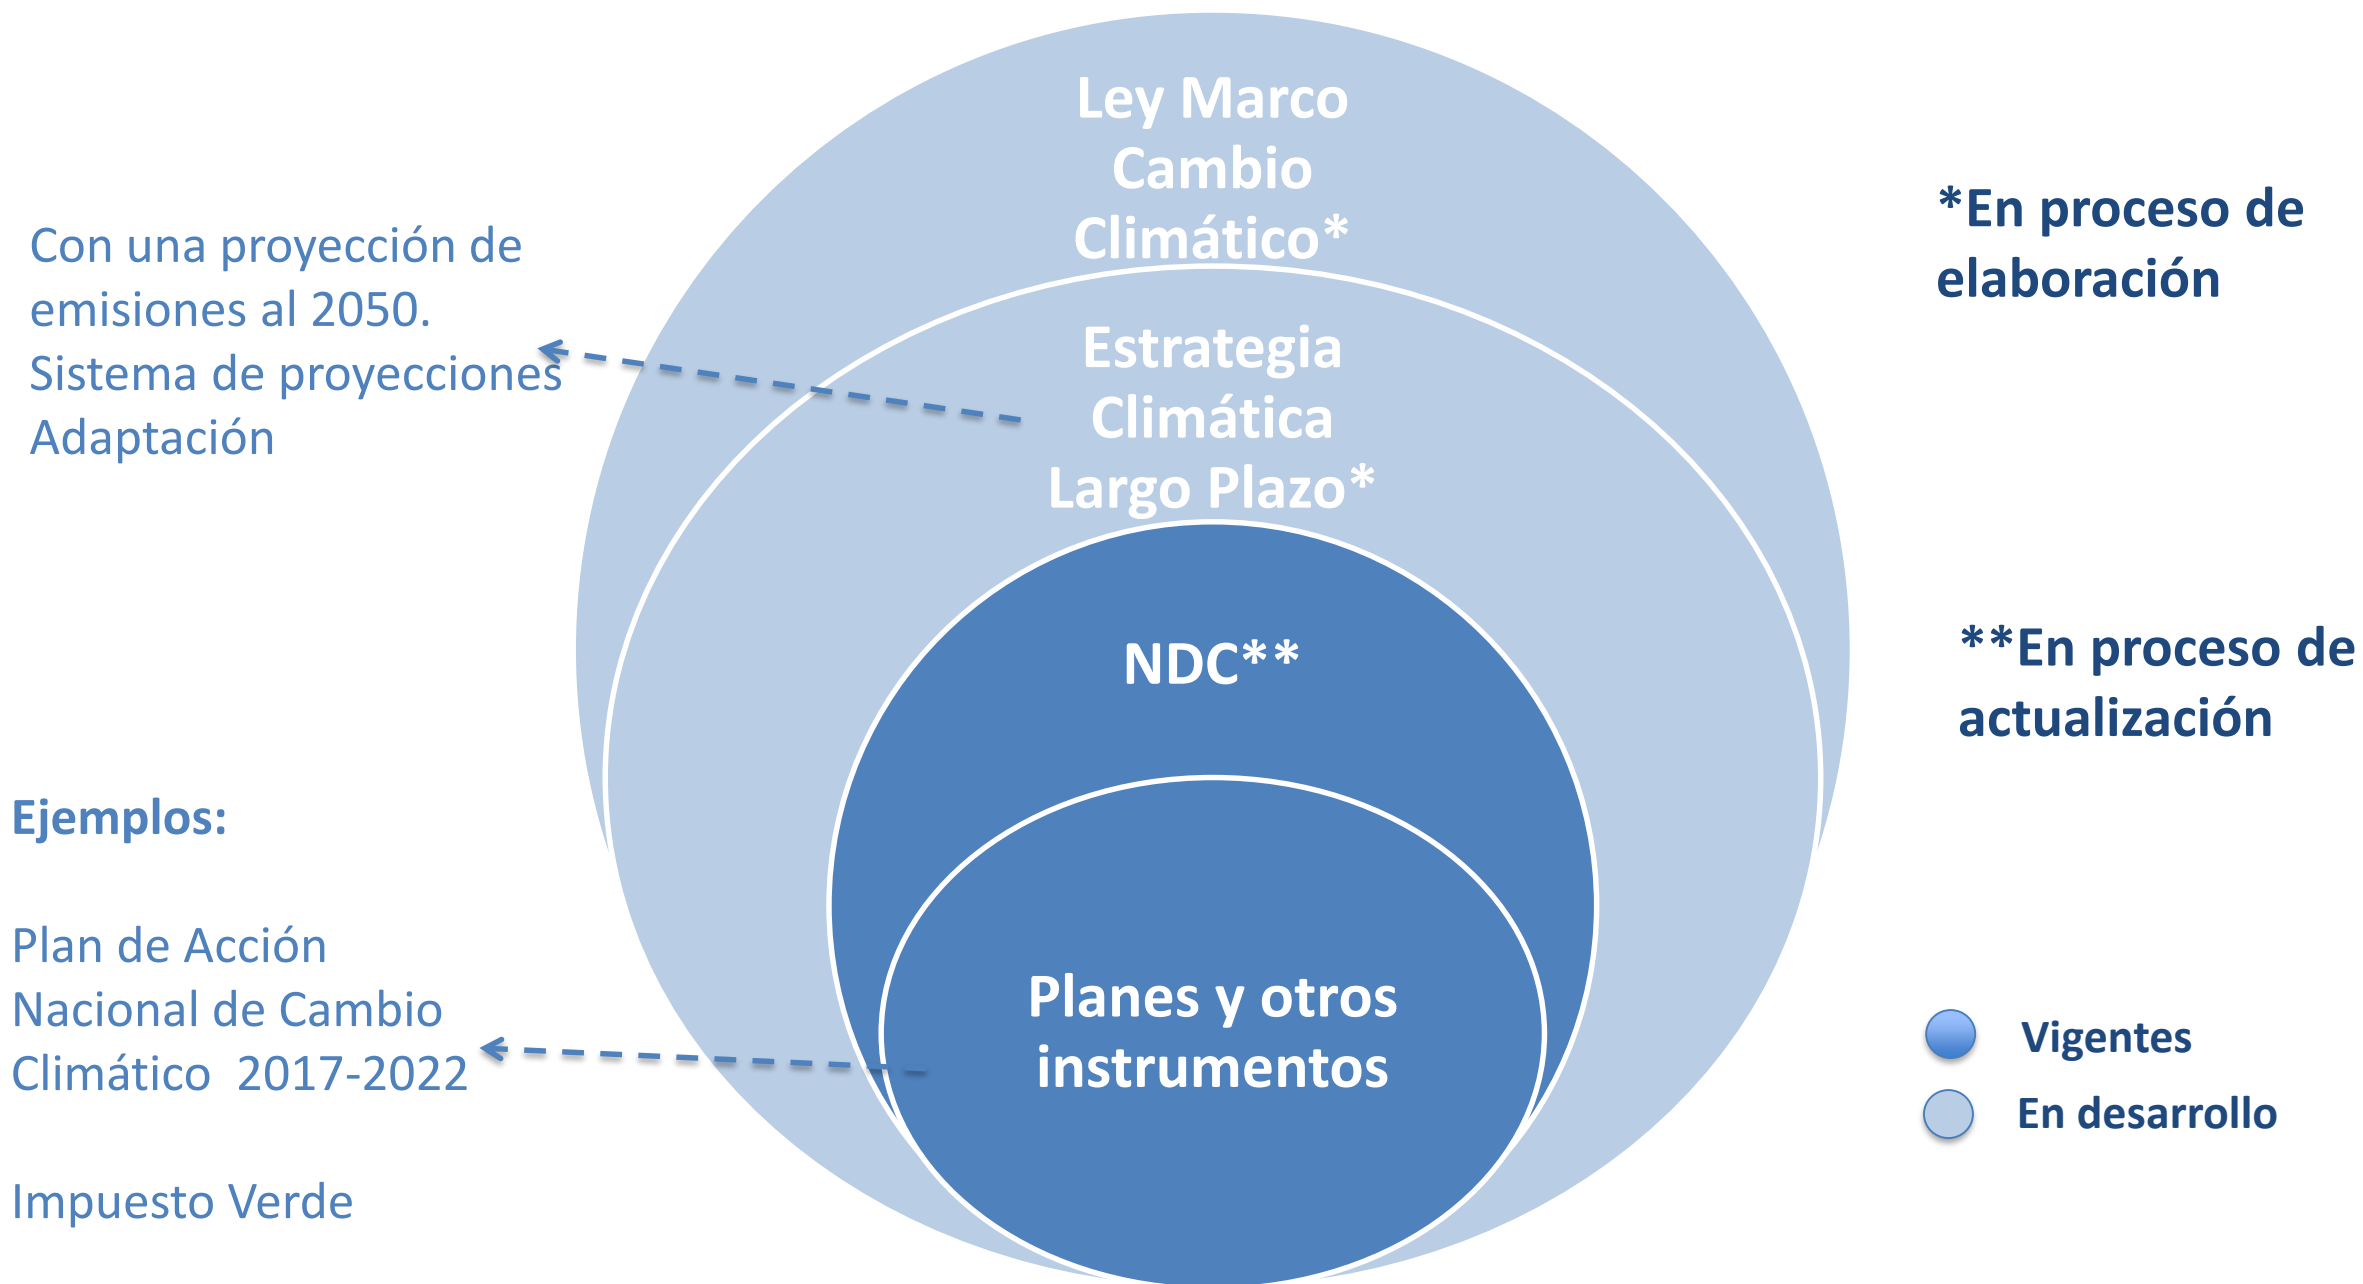 Ley Marco
Cambio
Climático*
Con una proyección de
emisiones al 2050.
Sistema de proyecciones
Adaptación
*En proceso de
elaboración
Estrategia
Climática
Largo Plazo*
NDC**
**En proceso de
actualización
Ejemplos:
Plan de Acción
Nacional de Cambio
Climático 2017-2022
Impuesto Verde
Planes y otros
instrumentos
Vigentes
En desarrollo